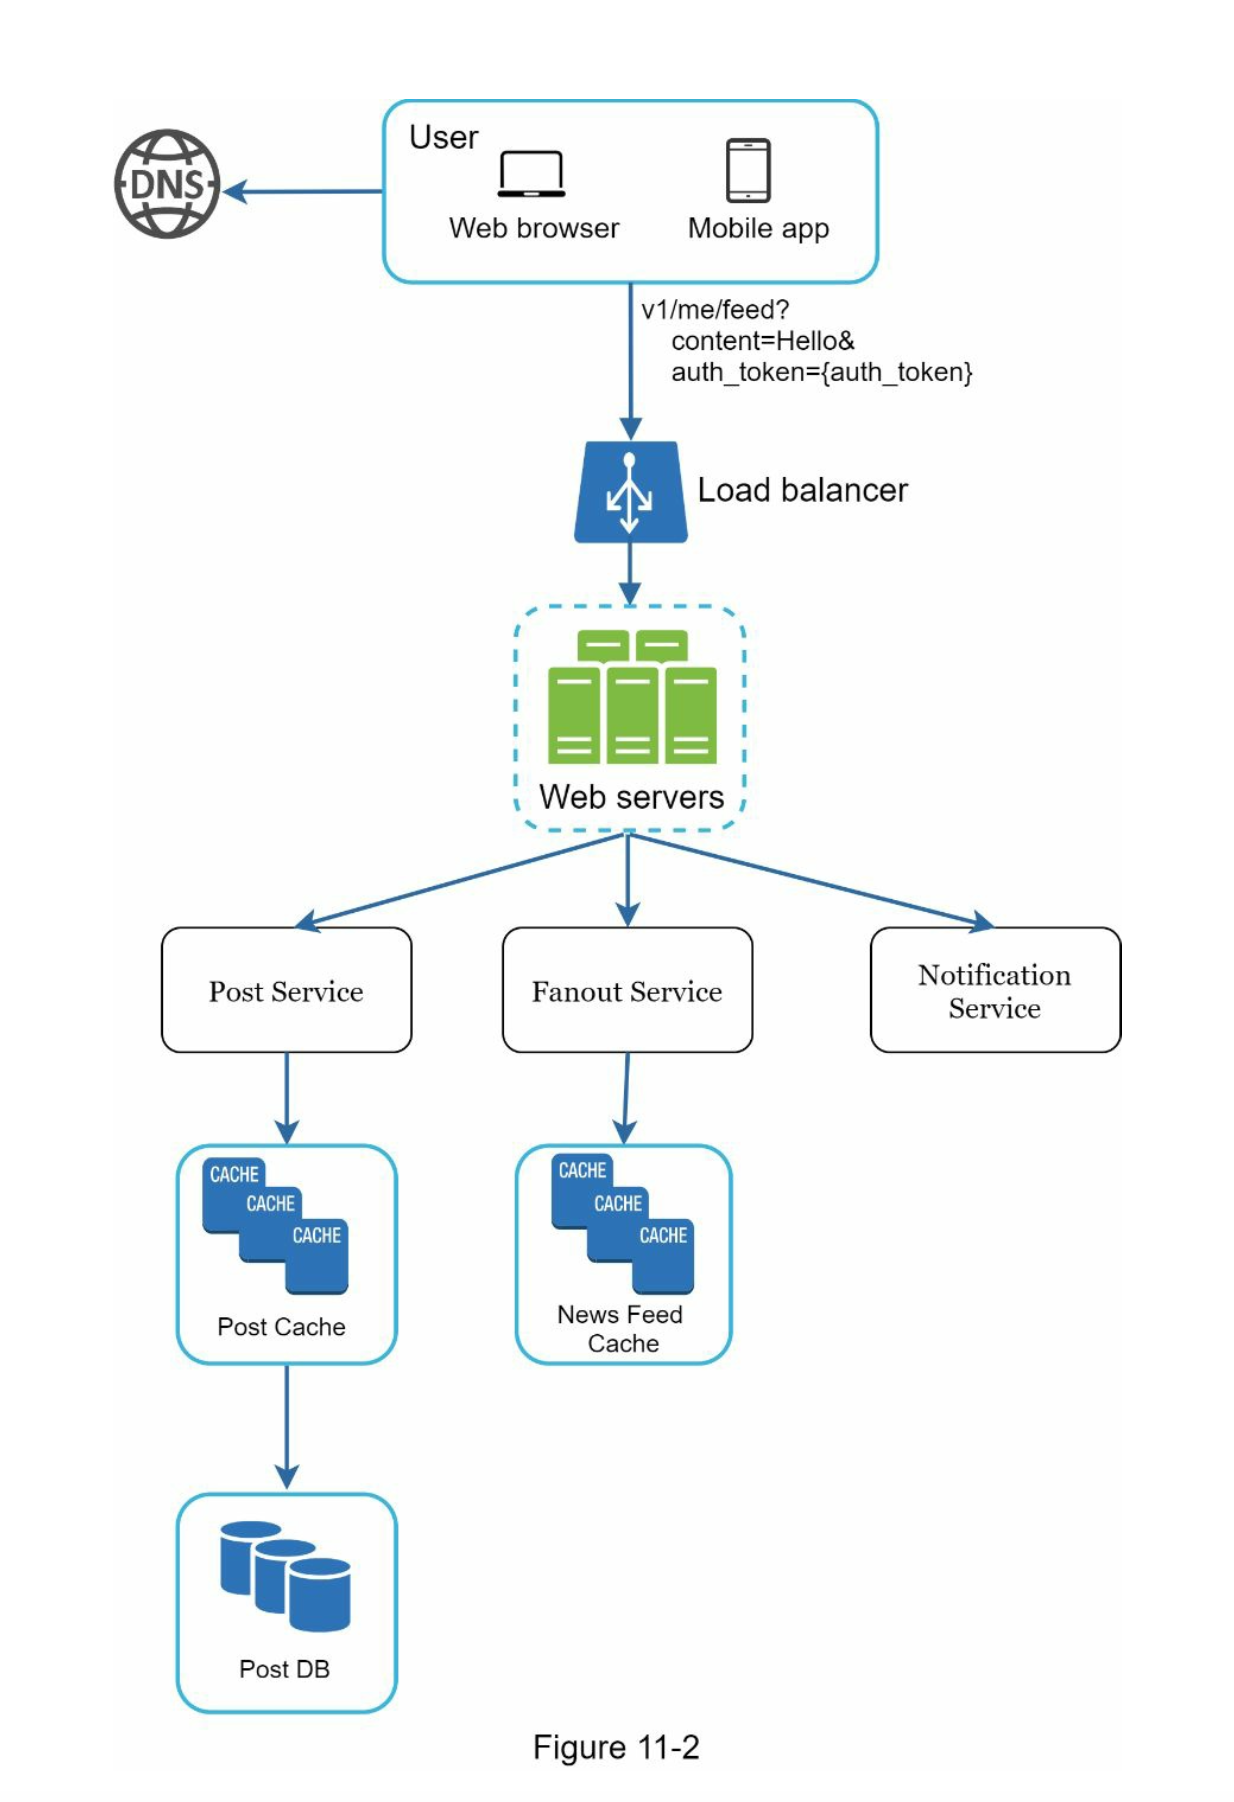 User
DNS
Web browser
Mobile app
v1/me/feed?
content=Hello&
auth_token={auth_token}
Load balancer
Web servers
Post Service
Fanout Service
Notification
Service
CACHE
CACHE
CACHE
Post Cache
CACHE
CACHE
CACHE
News Feed
Cache
Post DB
Figure 11-2